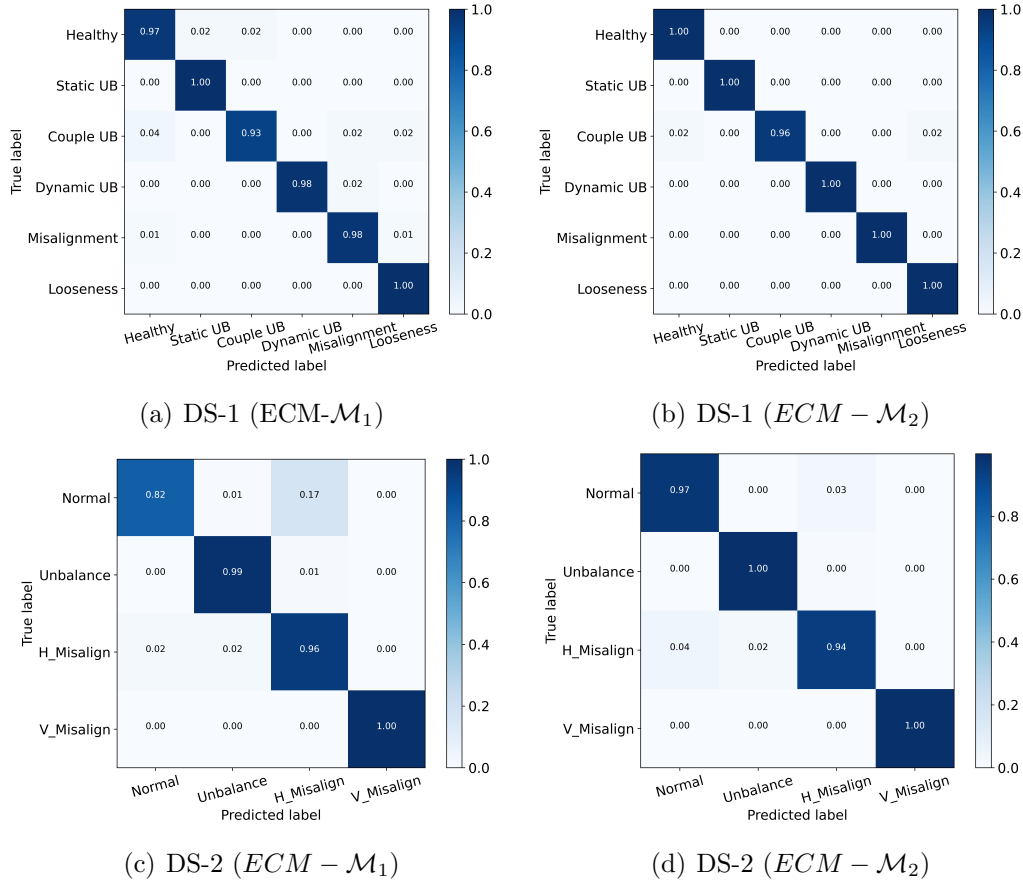 Healthy 0.97 0.02 0.02 0.00 0.00 0.00
Static UB 0.00 1.00 0.00 0.00 0.00 0.00
Couple UB 0.04 0.00 0.93 0.00 0.02 0.02
Dynamic UB 0.00 0.00 0.00 0.98 0.02 0.00
Misalignment 0.01 0.00 0.00 0.00 0.98 0.01
Looseness 0.00 0.00 0.00 0.00 0.00 1.00
Healthy Static UB Couple UB Dynamic UB Misalignment Looseness
Predicted label
True label
1.0
0.8
0.6
0.4
0.2
0.0
(a) DS-1 (ECM-ℳ₁)
Healthy 1.00 0.00 0.00 0.00 0.00 0.00
Static UB 0.00 1.00 0.00 0.00 0.00 0.00
Couple UB 0.02 0.00 0.96 0.00 0.00 0.02
Dynamic UB 0.00 0.00 0.00 1.00 0.00 0.00
Misalignment 0.00 0.00 0.00 0.00 1.00 0.00
Looseness 0.00 0.00 0.00 0.00 0.00 1.00
Healthy Static UB Couple UB Dynamic UB Misalignment Looseness
Predicted label
True label
1.0
0.8
0.6
0.4
0.2
0.0
(b) DS-1 (ECM − ℳ₂)
Normal 0.82 0.01 0.17 0.00
Unbalance 0.00 0.99 0.01 0.00
H_Misalign 0.02 0.02 0.96 0.00
V_Misalign 0.00 0.00 0.00 1.00
Normal Unbalance H_Misalign V_Misalign
Predicted label
True label
1.0
0.8
0.6
0.4
0.2
0.0
(c) DS-2 (ECM − ℳ₁)
Normal 0.97 0.00 0.03 0.00
Unbalance 0.00 1.00 0.00 0.00
H_Misalign 0.04 0.02 0.94 0.00
V_Misalign 0.00 0.00 0.00 1.00
Normal Unbalance H_Misalign V_Misalign
Predicted label
True label
0.8
0.6
0.4
0.2
0.0
(d) DS-2 (ECM − ℳ₂)